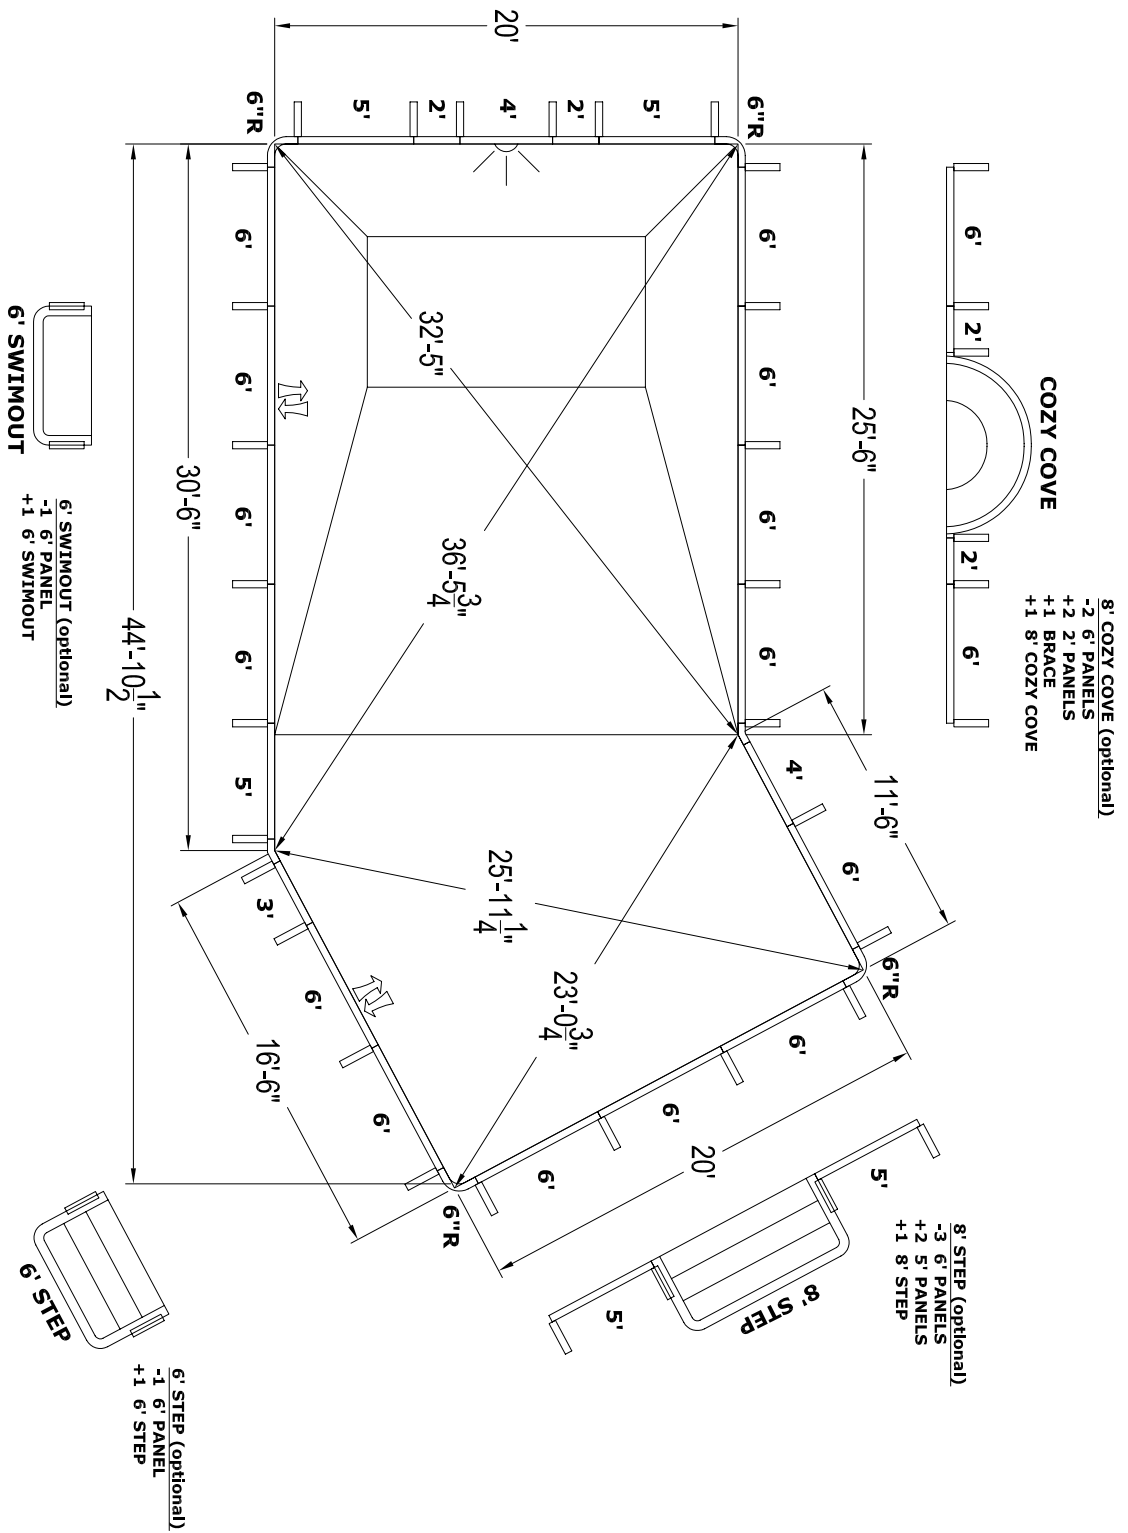 COZY COVE
8' COZY COVE (optional)
-2 6' PANELS
+2 2' PANELS
+1 BRACE
+1 8' COZY COVE
6'
2'
2'
6'
25'-6"
11'-6"
6"R
6'
6'
6'
6'
4'
6'
6"R
20'
5'
2'
4'
2'
5'
32'-5"
36'-5 3/4"
25'-11 1/4"
23'-0 3/4"
6'
6'
6'
20'
6"R
6'
6'
6'
6'
5'
3'
6'
6'
6"R
30'-6"
16'-6"
44'-10 1/2"
5'
8' STEP
5'
8' STEP (optional)
-3 6' PANELS
+2 5' PANELS
+1 8' STEP
6' SWIMOUT
6' SWIMOUT (optional)
-1 6' PANEL
+1 6' SWIMOUT
6' STEP
6' STEP (optional)
-1 6' PANEL
+1 6' STEP